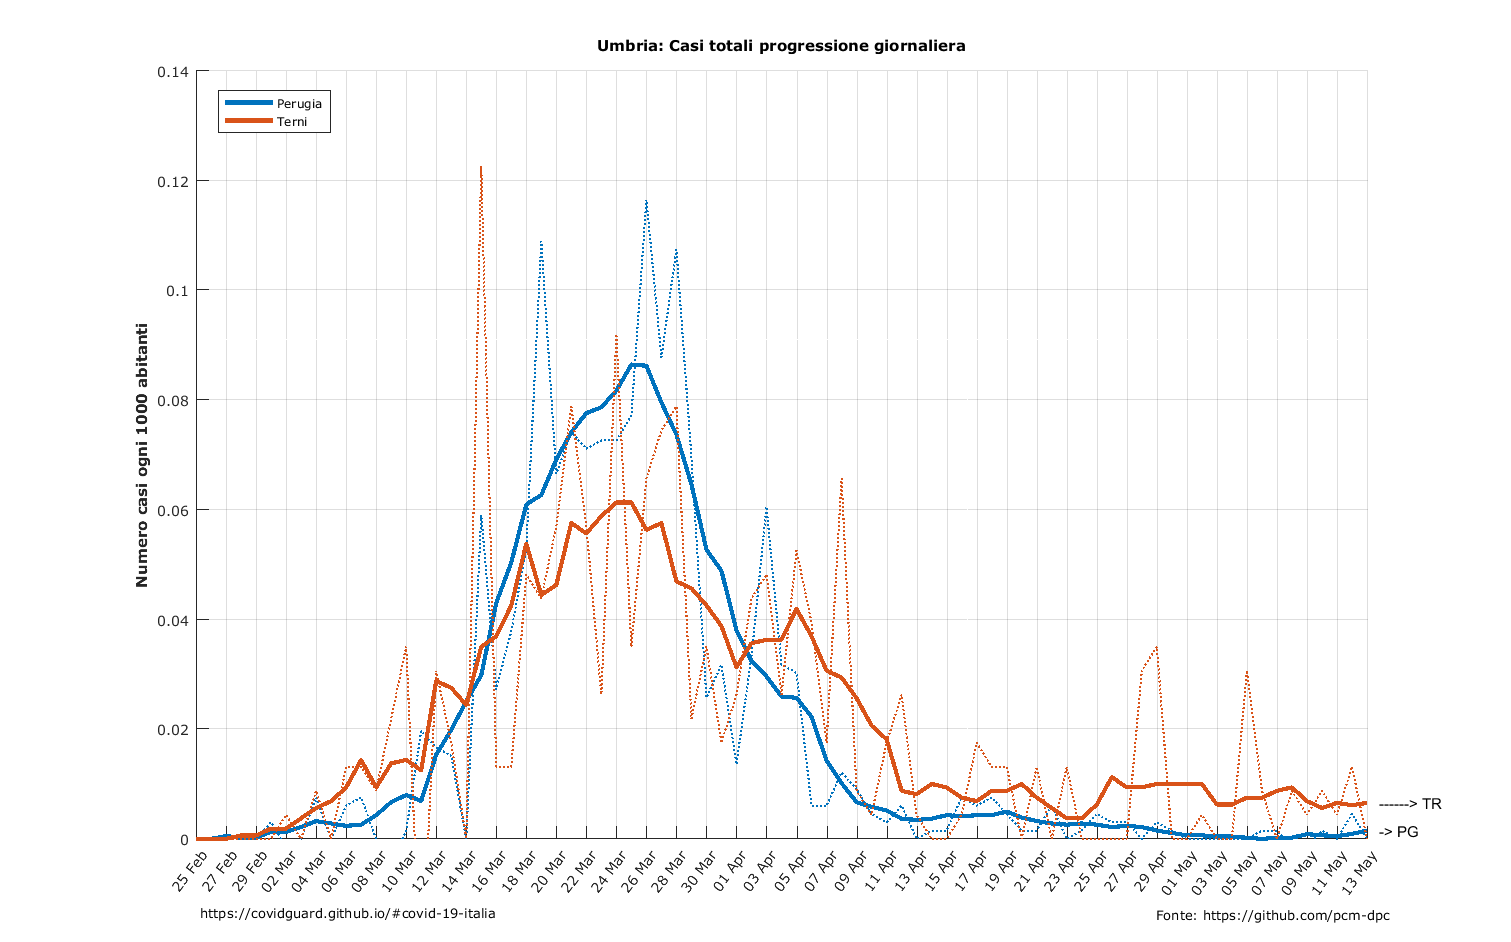 Umbria: Casi totali progressione giornaliera
Numero casi ogni 1000 abitanti
0.14
0.12
0.1
0.08
0.06
0.04
0.02
0
Perugia
Terni
------> TR
-> PG
25 Feb
27 Feb
29 Feb
02 Mar
04 Mar
06 Mar
08 Mar
10 Mar
12 Mar
14 Mar
16 Mar
18 Mar
20 Mar
22 Mar
24 Mar
26 Mar
28 Mar
30 Mar
01 Apr
03 Apr
05 Apr
07 Apr
09 Apr
11 Apr
13 Apr
15 Apr
17 Apr
19 Apr
21 Apr
23 Apr
25 Apr
27 Apr
29 Apr
01 May
03 May
05 May
07 May
09 May
11 May
13 May
https://covidguard.github.io/#covid-19-italia
Fonte: https://github.com/pcm-dpc